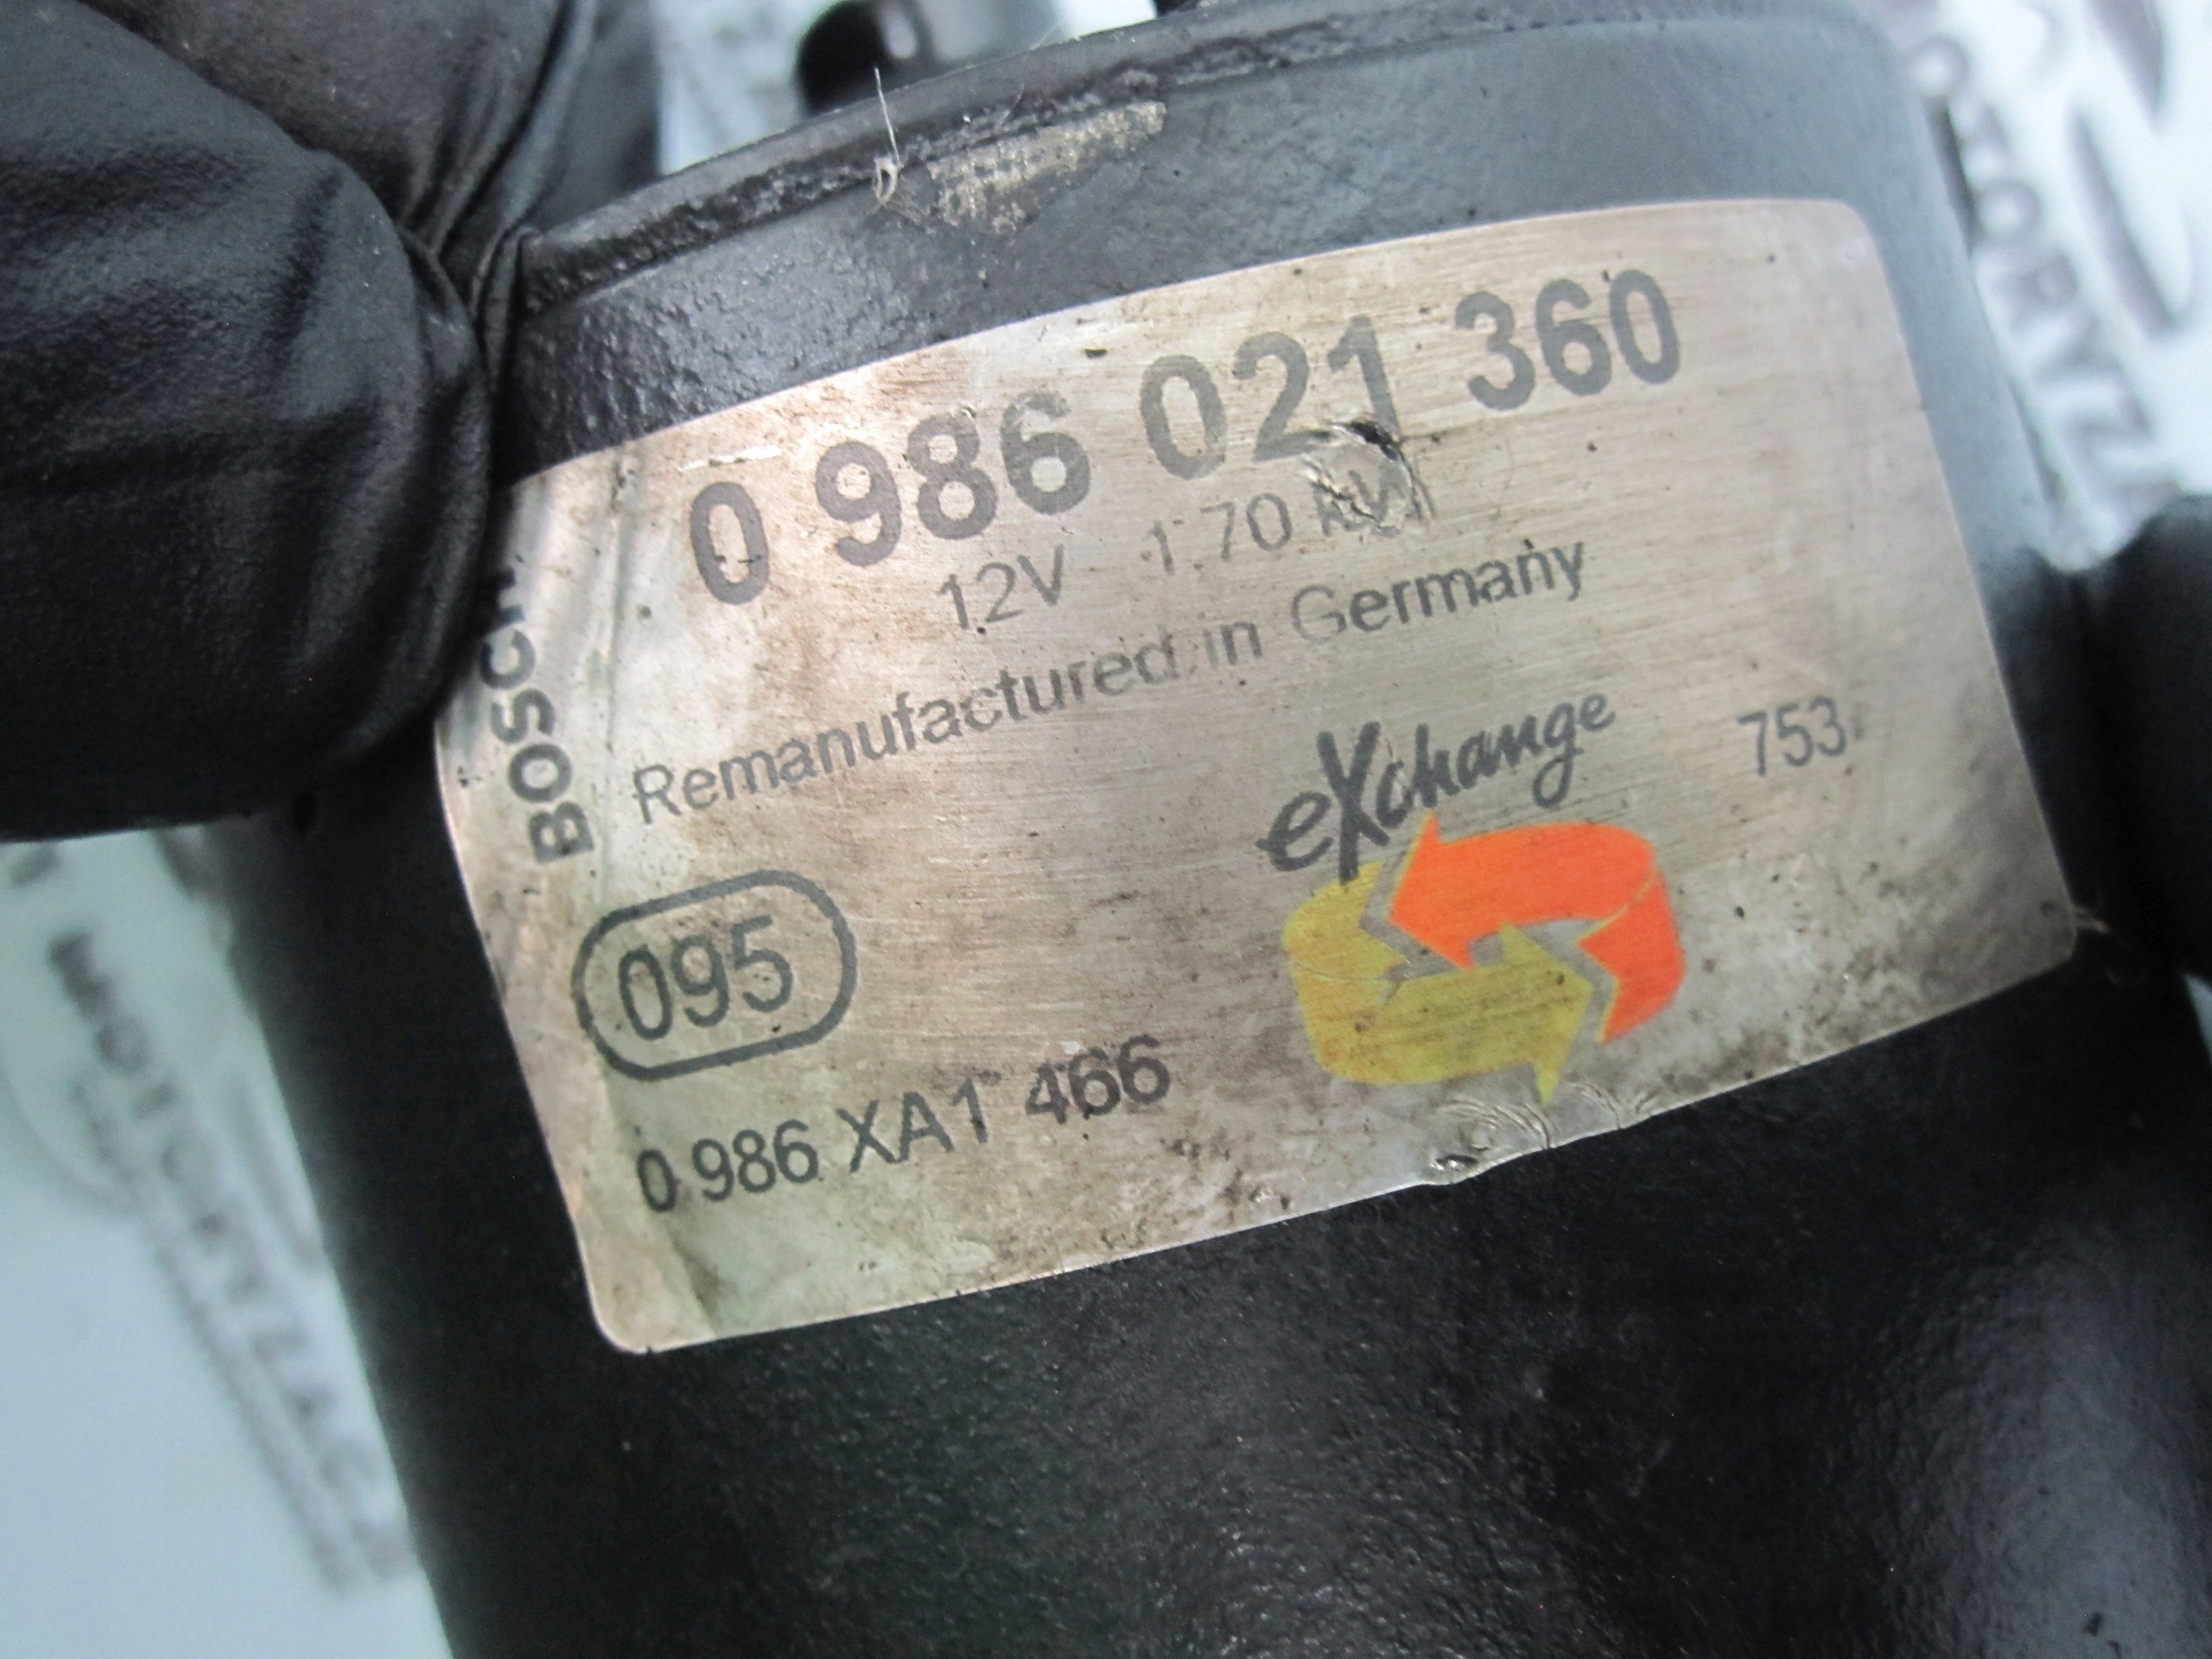 0 986 021 360
12V 1.70 kW
Remanufactured in Germany
BOSCH
eXchange
753
095
0 986 XA1 466